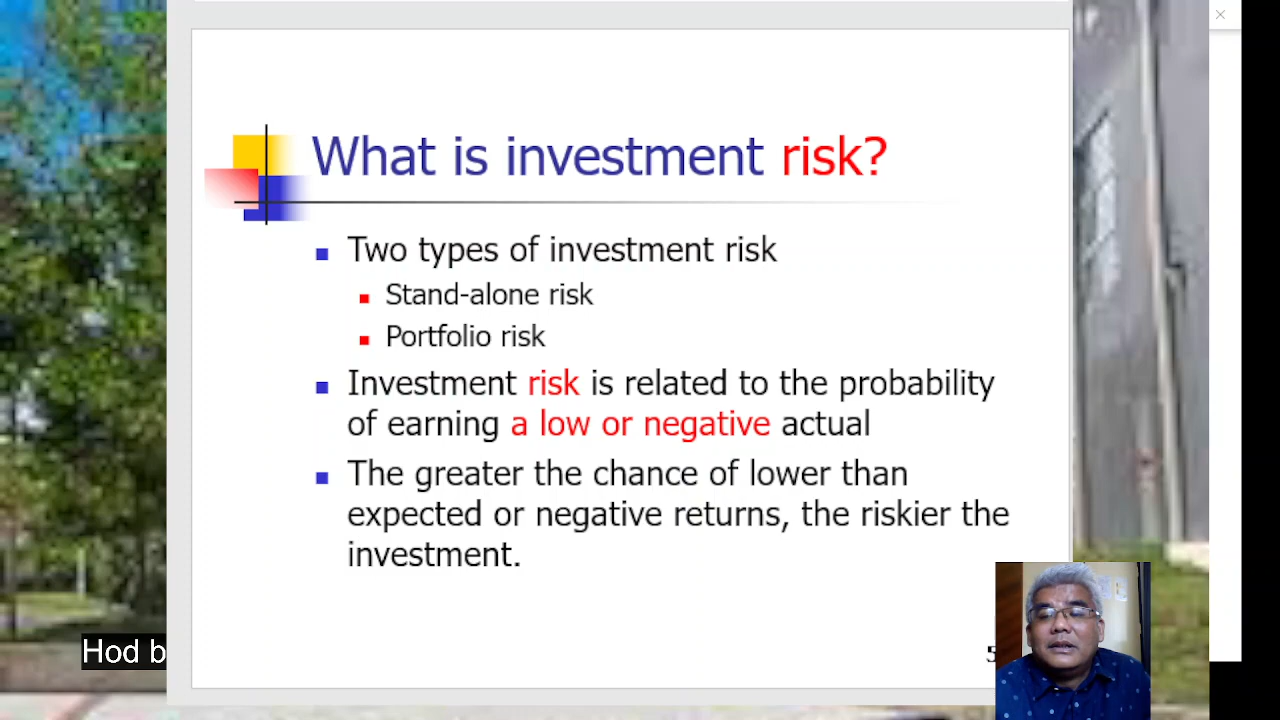 What is investment risk?
Two types of investment risk
Stand-alone risk
Portfolio risk
Investment risk is related to the probability
of earning a low or negative actual
The greater the chance of lower than
expected or negative returns, the riskier the
investment.
Hod b
5